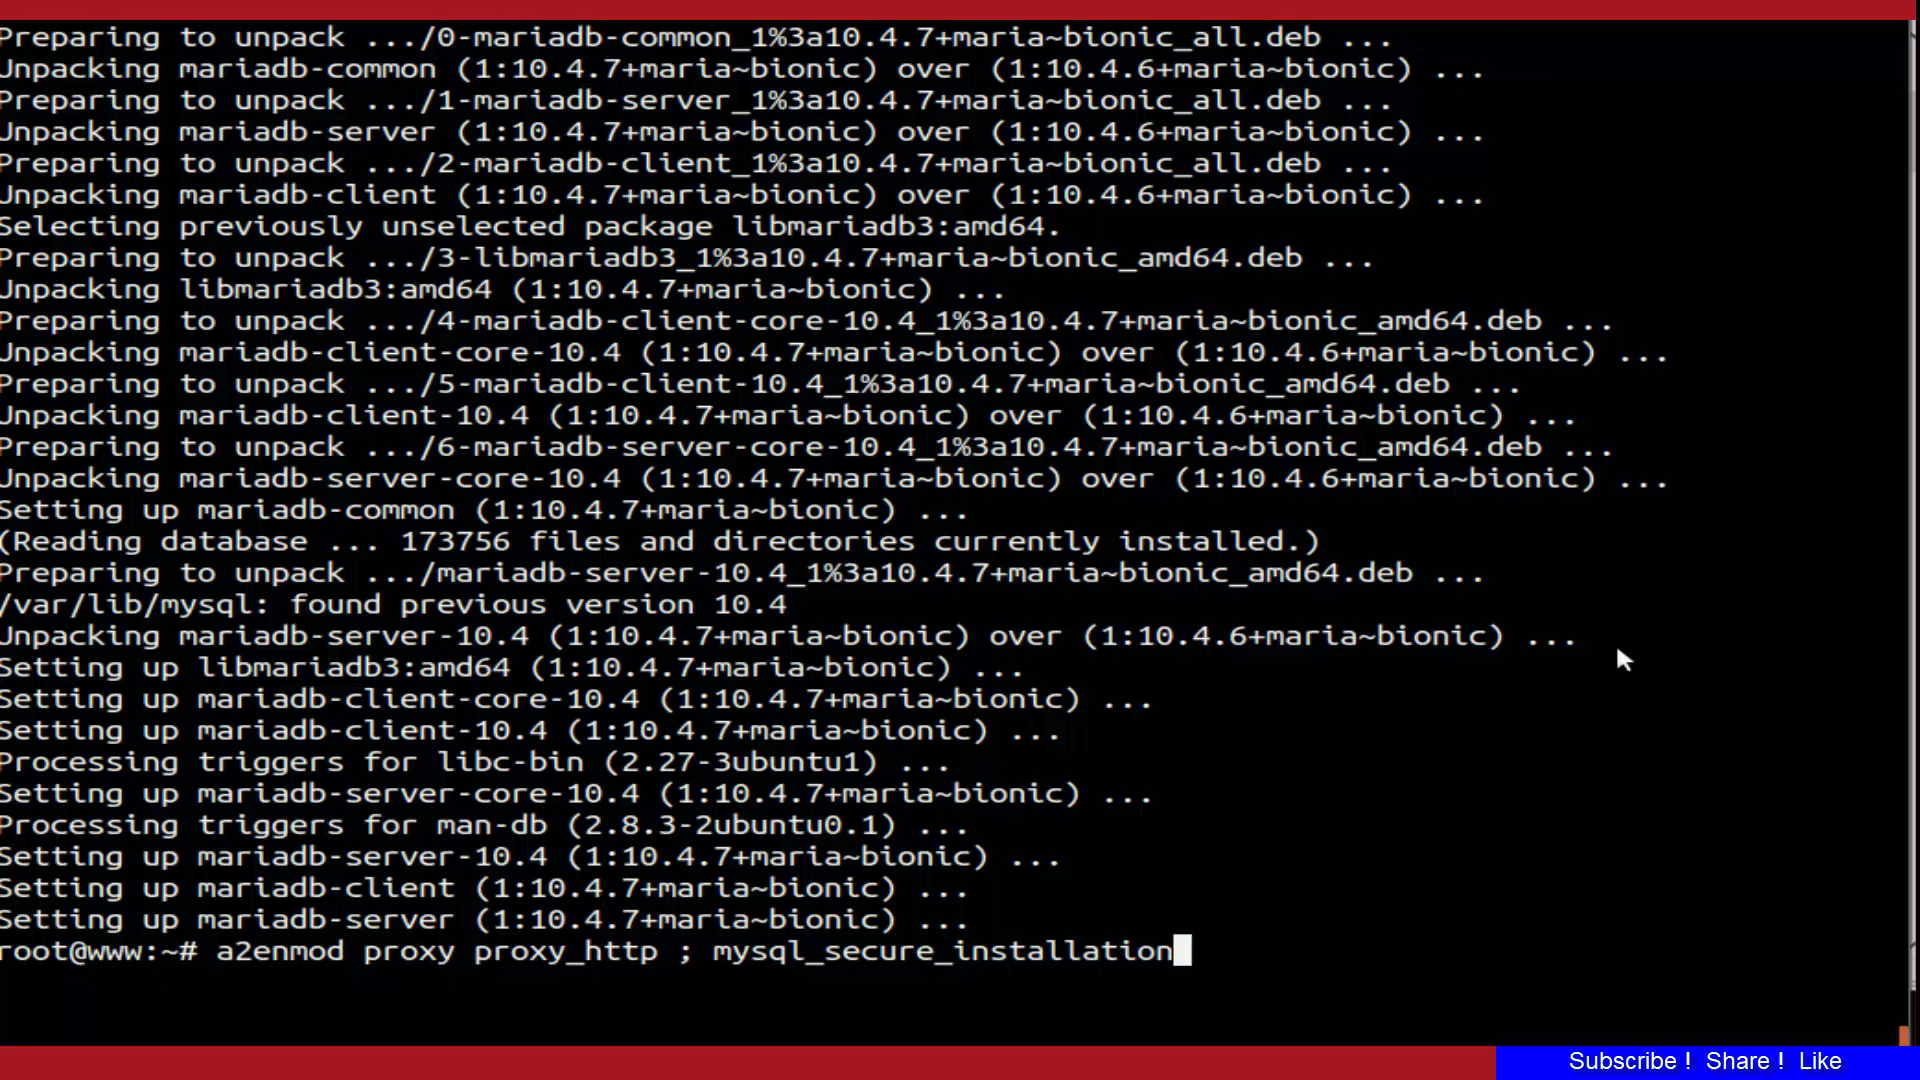 Preparing to unpack .../0-mariadb-common_1%3a10.4.7+maria~bionic_all.deb ...
Unpacking mariadb-common (1:10.4.7+maria~bionic) over (1:10.4.6+maria~bionic) ...
Preparing to unpack .../1-mariadb-server_1%3a10.4.7+maria~bionic_all.deb ...
Unpacking mariadb-server (1:10.4.7+maria~bionic) over (1:10.4.6+maria~bionic) ...
Preparing to unpack .../2-mariadb-client_1%3a10.4.7+maria~bionic_all.deb ...
Unpacking mariadb-client (1:10.4.7+maria~bionic) over (1:10.4.6+maria~bionic) ...
Selecting previously unselected package libmariadb3:amd64.
Preparing to unpack .../3-libmariadb3_1%3a10.4.7+maria~bionic_amd64.deb ...
Unpacking libmariadb3:amd64 (1:10.4.7+maria~bionic) ...
Preparing to unpack .../4-mariadb-client-core-10.4_1%3a10.4.7+maria~bionic_amd64.deb ...
Unpacking mariadb-client-core-10.4 (1:10.4.7+maria~bionic) over (1:10.4.6+maria~bionic) ...
Preparing to unpack .../5-mariadb-client-10.4_1%3a10.4.7+maria~bionic_amd64.deb ...
Unpacking mariadb-client-10.4 (1:10.4.7+maria~bionic) over (1:10.4.6+maria~bionic) ...
Preparing to unpack .../6-mariadb-server-core-10.4_1%3a10.4.7+maria~bionic_amd64.deb ...
Unpacking mariadb-server-core-10.4 (1:10.4.7+maria~bionic) over (1:10.4.6+maria~bionic) ...
Setting up mariadb-common (1:10.4.7+maria~bionic) ...
(Reading database ... 173756 files and directories currently installed.)
Preparing to unpack .../mariadb-server-10.4_1%3a10.4.7+maria~bionic_amd64.deb ...
/var/lib/mysql: found previous version 10.4
Unpacking mariadb-server-10.4 (1:10.4.7+maria~bionic) over (1:10.4.6+maria~bionic) ...
Setting up libmariadb3:amd64 (1:10.4.7+maria~bionic) ...
Setting up mariadb-client-core-10.4 (1:10.4.7+maria~bionic) ...
Setting up mariadb-client-10.4 (1:10.4.7+maria~bionic) ...
Processing triggers for libc-bin (2.27-3ubuntu1) ...
Setting up mariadb-server-core-10.4 (1:10.4.7+maria~bionic) ...
Processing triggers for man-db (2.8.3-2ubuntu0.1) ...
Setting up mariadb-server-10.4 (1:10.4.7+maria~bionic) ...
Setting up mariadb-client (1:10.4.7+maria~bionic) ...
Setting up mariadb-server (1:10.4.7+maria~bionic) ...
root@www:~# a2enmod proxy proxy_http ; mysql_secure_installation
Subscribe ! Share ! Like